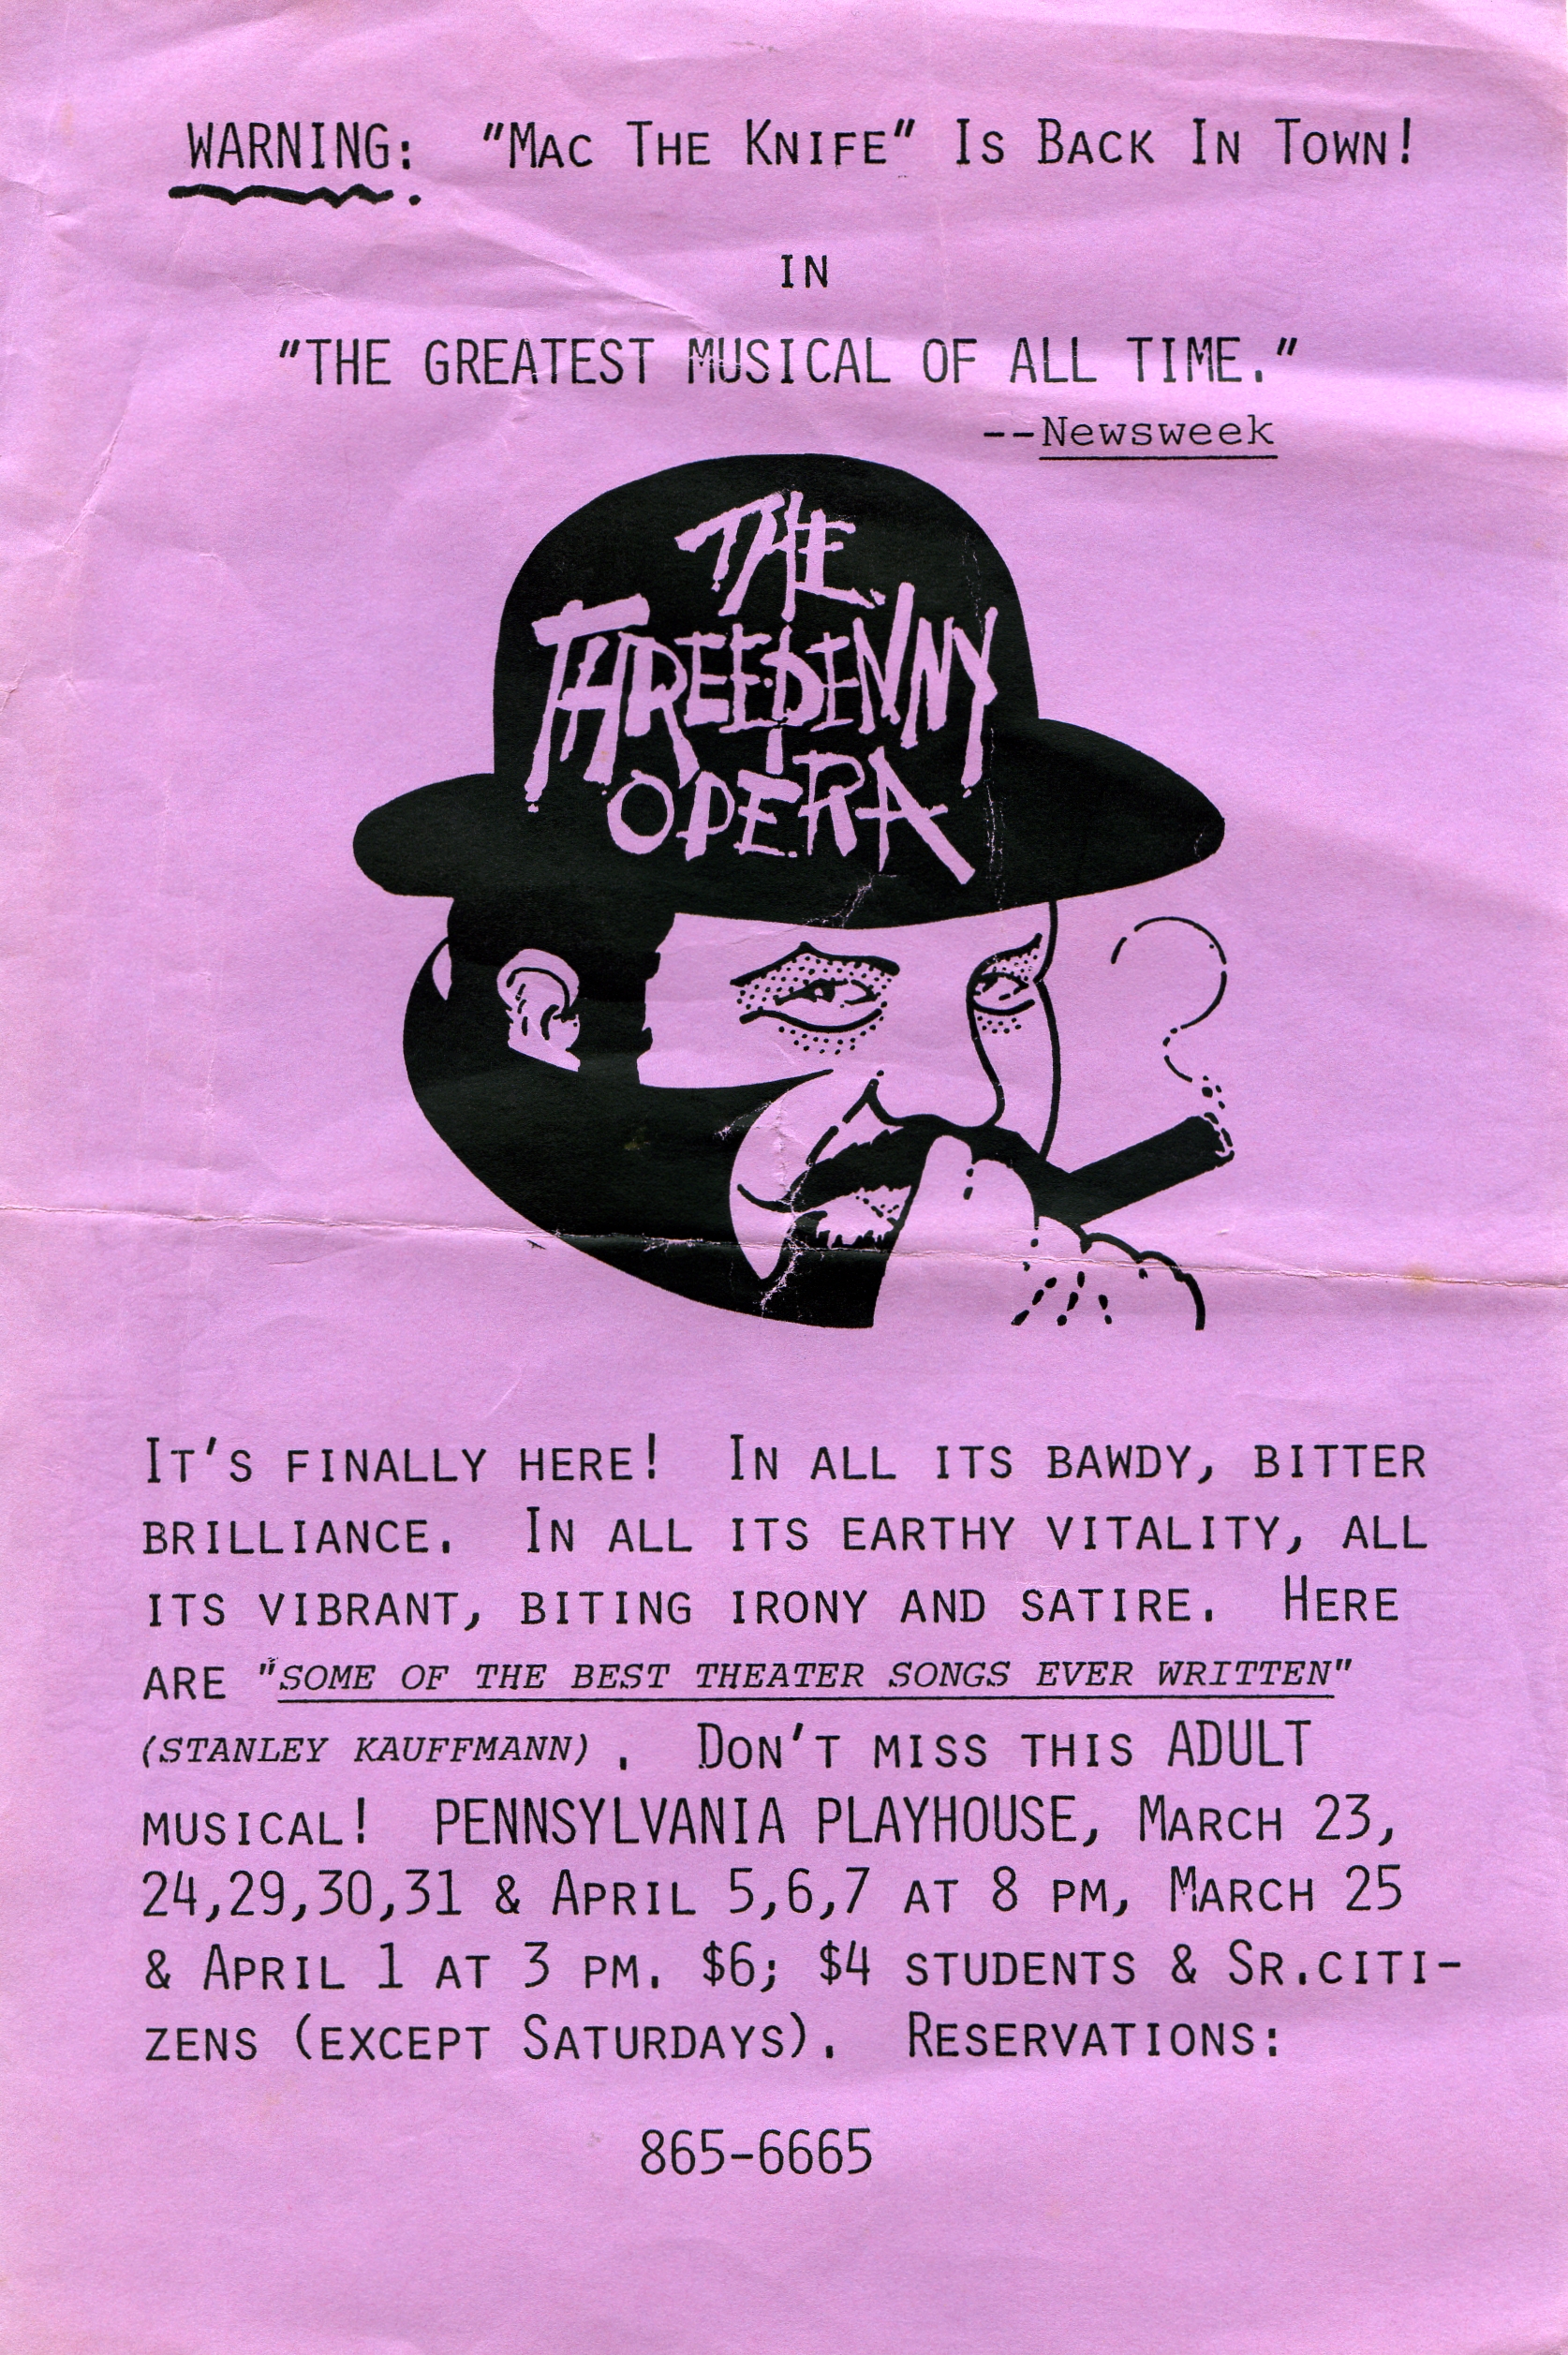 WARNING: "Mac The Knife" Is Back In Town!
IN
"THE GREATEST MUSICAL OF ALL TIME."
--Newsweek
THE
THREEPENNY
OPERA
It's finally here! In all its bawdy, bitter
brilliance. In all its earthy vitality, all
its vibrant, biting irony and satire. Here
are "SOME OF THE BEST THEATER SONGS EVER WRITTEN"
(STANLEY KAUFFMANN). Don't miss this ADULT
musical! PENNSYLVANIA PLAYHOUSE, March 23,
24,29,30,31 & April 5,6,7 at 8 pm, March 25
& April 1 at 3 pm. $6; $4 students & Sr.citi-
zens (except Saturdays). Reservations:
865-6665